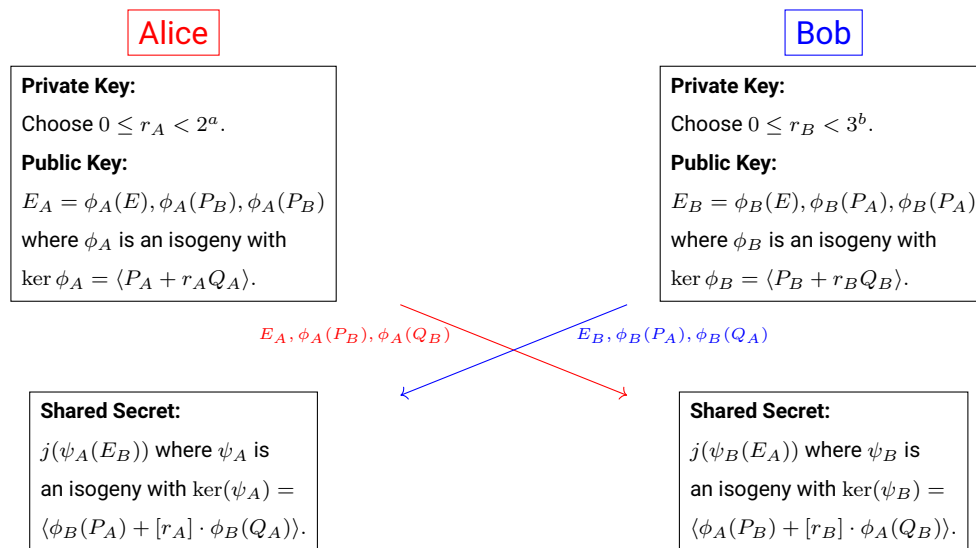 Alice
Private Key:
Choose 0 ≤ r_A < 2^a.
Public Key:
E_A = ϕ_A(E), ϕ_A(P_B), ϕ_A(P_B)
where ϕ_A is an isogeny with
ker ϕ_A = ⟨P_A + r_A Q_A⟩.
Bob
Private Key:
Choose 0 ≤ r_B < 3^b.
Public Key:
E_B = ϕ_B(E), ϕ_B(P_A), ϕ_B(P_A)
where ϕ_B is an isogeny with
ker ϕ_B = ⟨P_B + r_B Q_B⟩.
E_A, ϕ_A(P_B), ϕ_A(Q_B)
E_B, ϕ_B(P_A), ϕ_B(Q_A)
Shared Secret:
j(ψ_A(E_B)) where ψ_A is
an isogeny with ker(ψ_A) =
⟨ϕ_B(P_A) + [r_A] · ϕ_B(Q_A)⟩.
Shared Secret:
j(ψ_B(E_A)) where ψ_B is
an isogeny with ker(ψ_B) =
⟨ϕ_A(P_B) + [r_B] · ϕ_A(Q_B)⟩.